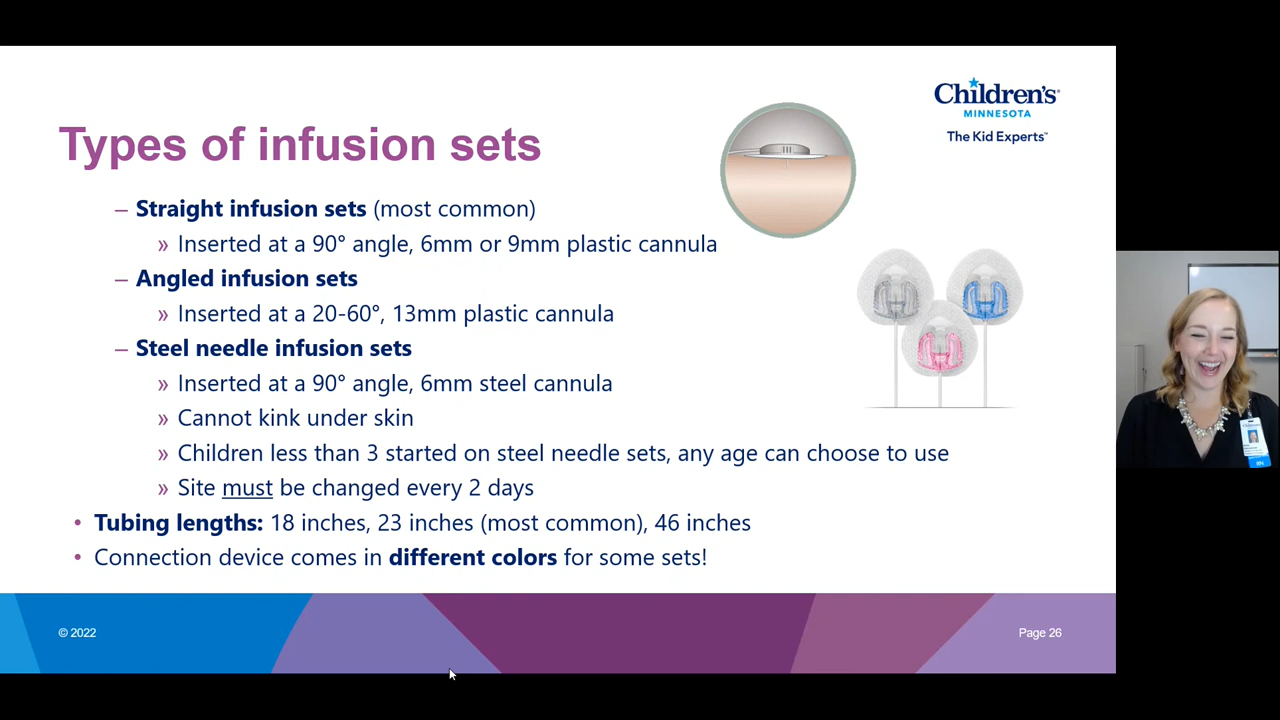 Children's
MINNESOTA
The Kid Experts™
Types of infusion sets
– Straight infusion sets (most common)
» Inserted at a 90° angle, 6mm or 9mm plastic cannula
– Angled infusion sets
» Inserted at a 20-60°, 13mm plastic cannula
– Steel needle infusion sets
» Inserted at a 90° angle, 6mm steel cannula
» Cannot kink under skin
» Children less than 3 started on steel needle sets, any age can choose to use
» Site must be changed every 2 days
• Tubing lengths: 18 inches, 23 inches (most common), 46 inches
• Connection device comes in different colors for some sets!
© 2022
Page 26
Children's
RN